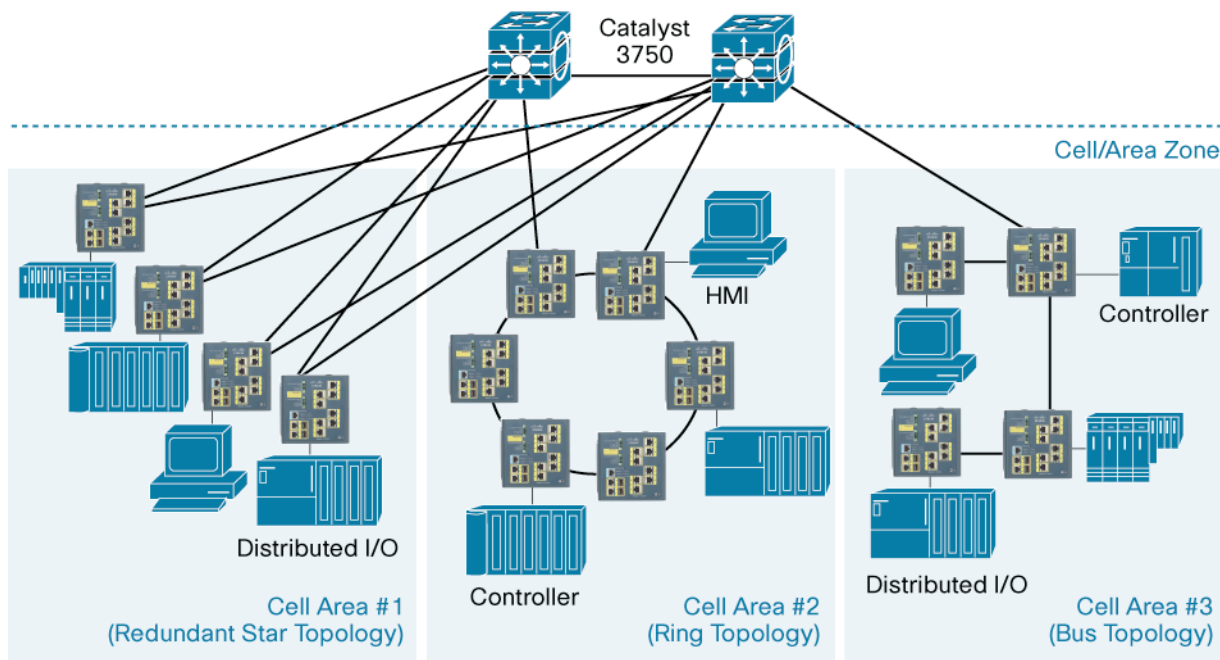 Catalyst
3750
Cell/Area Zone
HMI
Controller
Distributed I/O
Controller
Distributed I/O
Cell Area #1
(Redundant Star Topology)
Cell Area #2
(Ring Topology)
Cell Area #3
(Bus Topology)